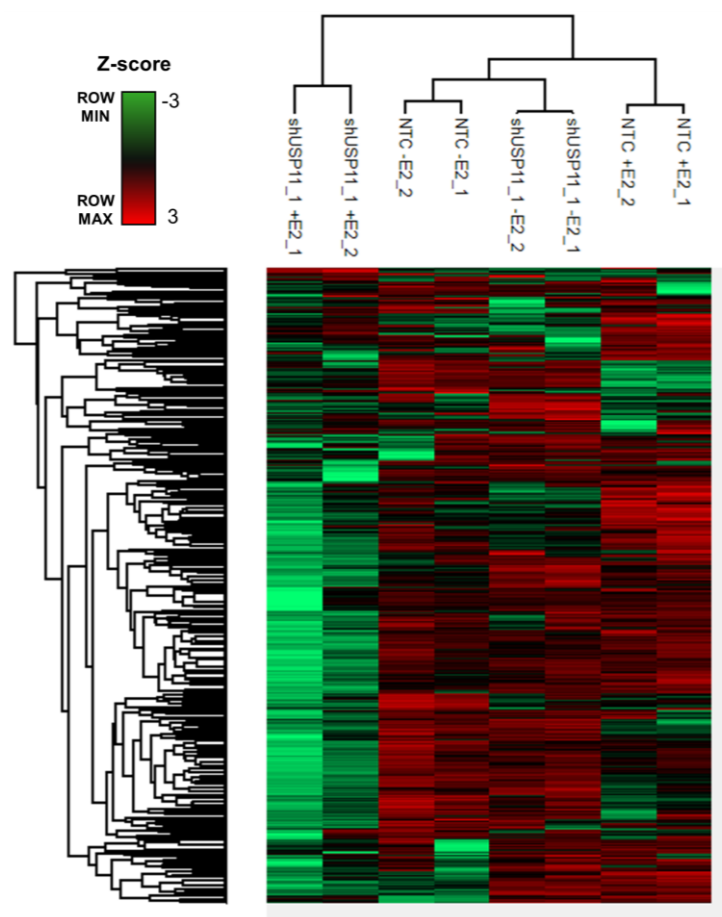 Z-score
ROW
MIN
-3
ROW
MAX
3
shUSP11_1 +E2_1
shUSP11_1 +E2_2
NTC -E2_2
NTC -E2_1
shUSP11_1 -E2_2
shUSP11_1 -E2_1
NTC +E2_2
NTC +E2_1